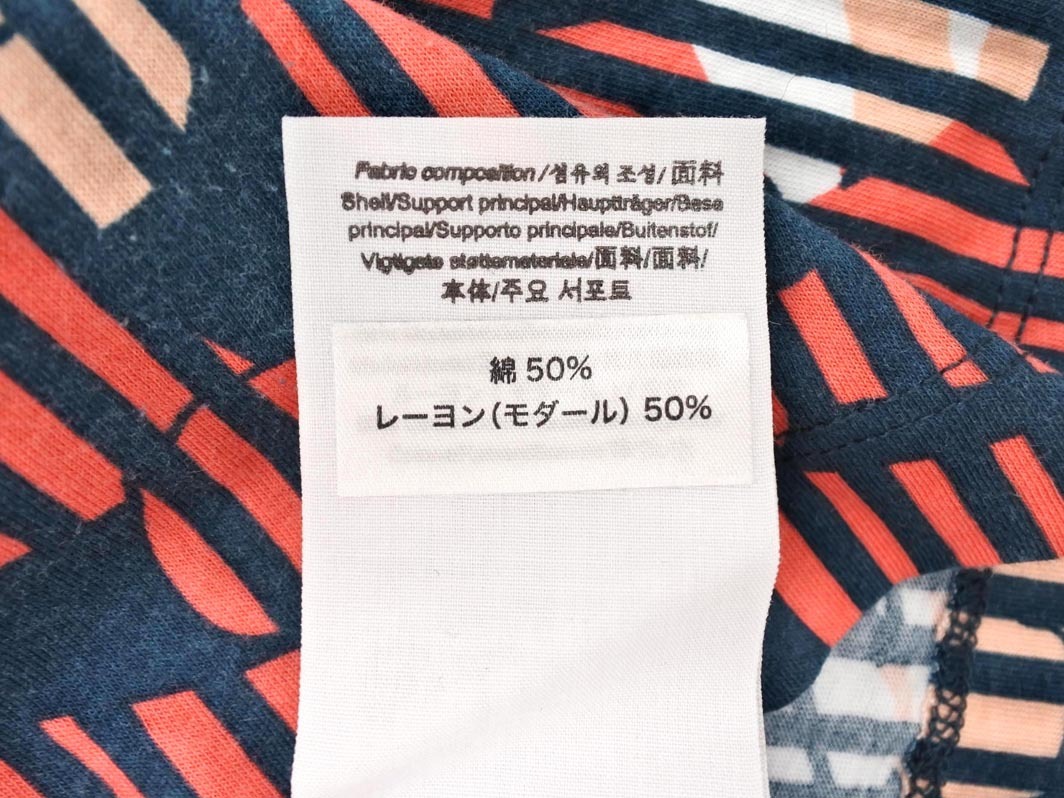 Fabric composition/섬유의 조성/面料
Shell/Support principal/Hauptträger/Base
principal/Supporto principale/Buitenstof/
Vigtigste støttemateriale/面料/面料/
本体/주요 서포트
綿 50%
レーヨン(モダール) 50%